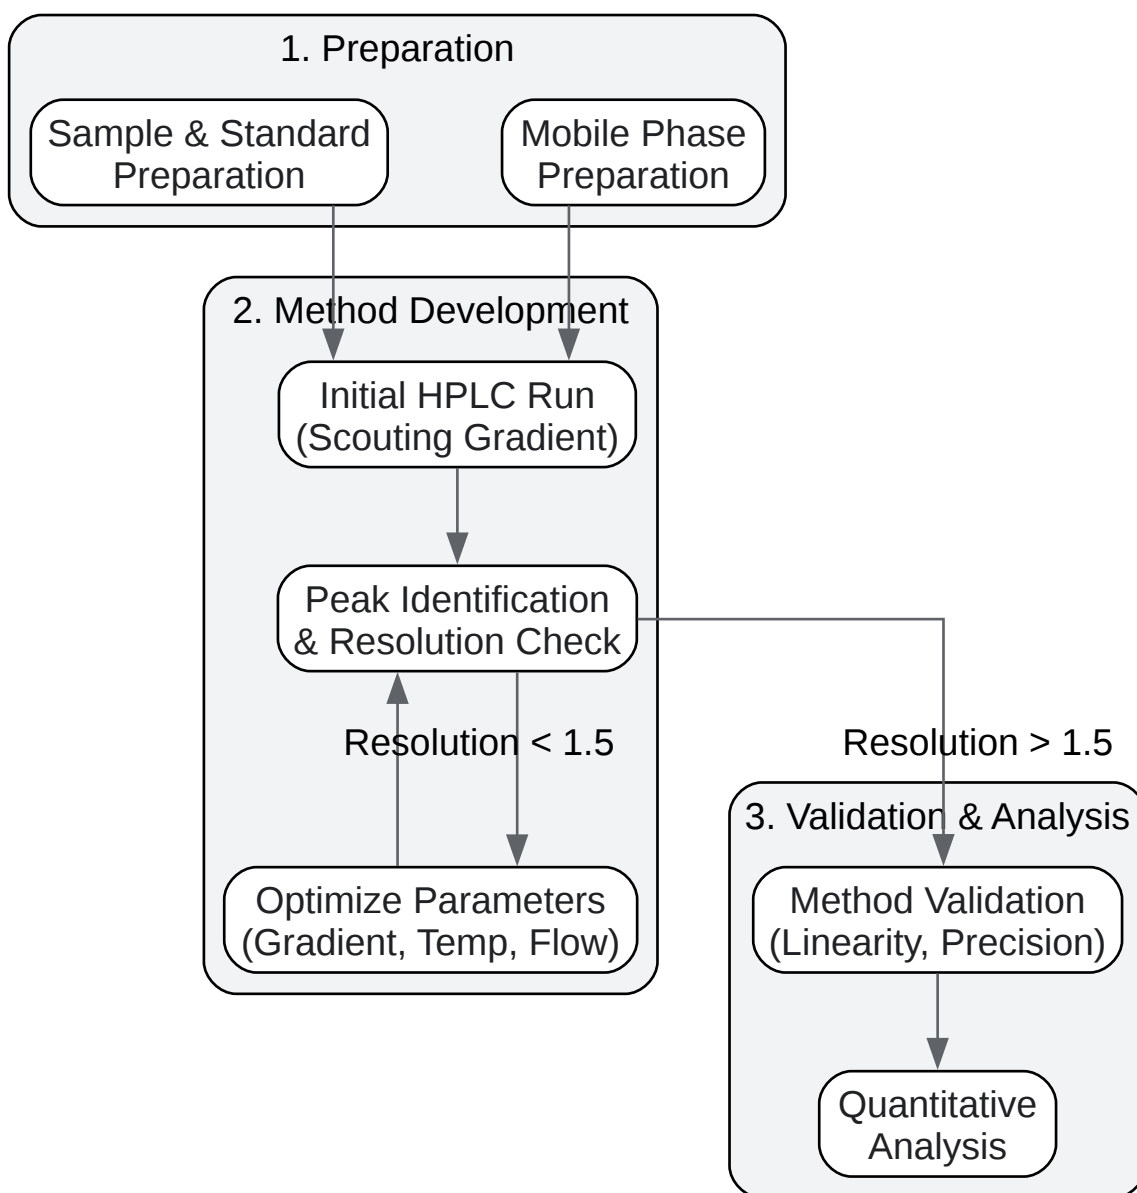 1. Preparation
Sample & Standard
Preparation
Mobile Phase
Preparation
2. Method Development
Initial HPLC Run
(Scouting Gradient)
Peak Identification
& Resolution Check
Resolution < 1.5
Resolution > 1.5
Optimize Parameters
(Gradient, Temp, Flow)
3. Validation & Analysis
Method Validation
(Linearity, Precision)
Quantitative
Analysis